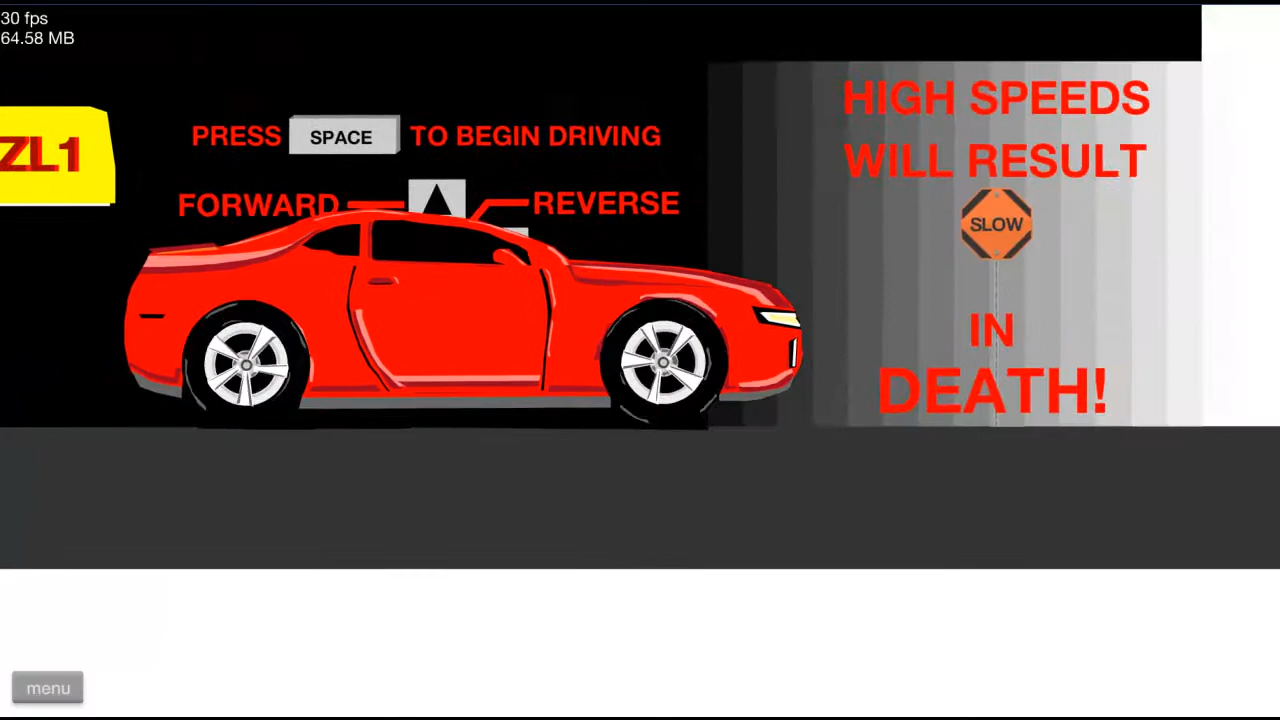 30 fps
64.58 MB
ZL1
PRESS SPACE TO BEGIN DRIVING
FORWARD
REVERSE
HIGH SPEEDS
WILL RESULT
SLOW
IN
DEATH!
menu